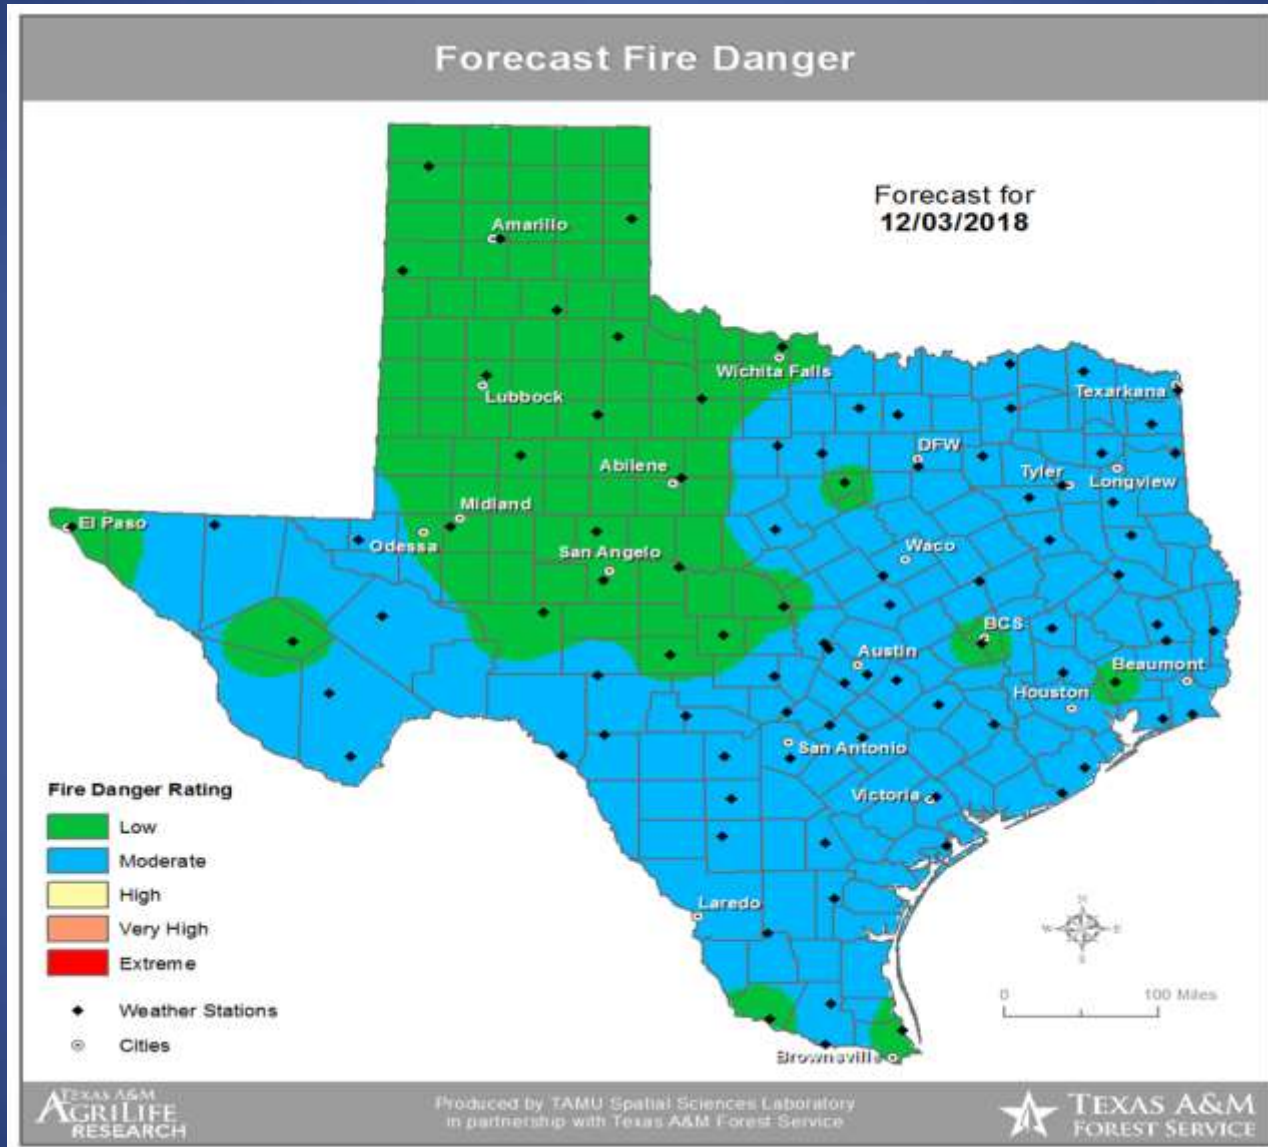 Forecast Fire Danger
Forecast for
12/03/2018
Amarillo
Wichita Falls
Lubbock
Texarkana
DFW
Abilene
Tyler
Longview
Midland
El Paso
Odessa
San Angelo
Waco
BCS
Austin
Beaumont
Houston
San Antonio
Victoria
Laredo
Brownsville
Fire Danger Rating
Low
Moderate
High
Very High
Extreme
Weather Stations
Cities
N
W E
S
0 100 Miles
TEXAS A&M
AGRILIFE
RESEARCH
Produced by TAMU Spatial Sciences Laboratory
in partnership with Texas A&M Forest Service
TEXAS A&M
FOREST SERVICE